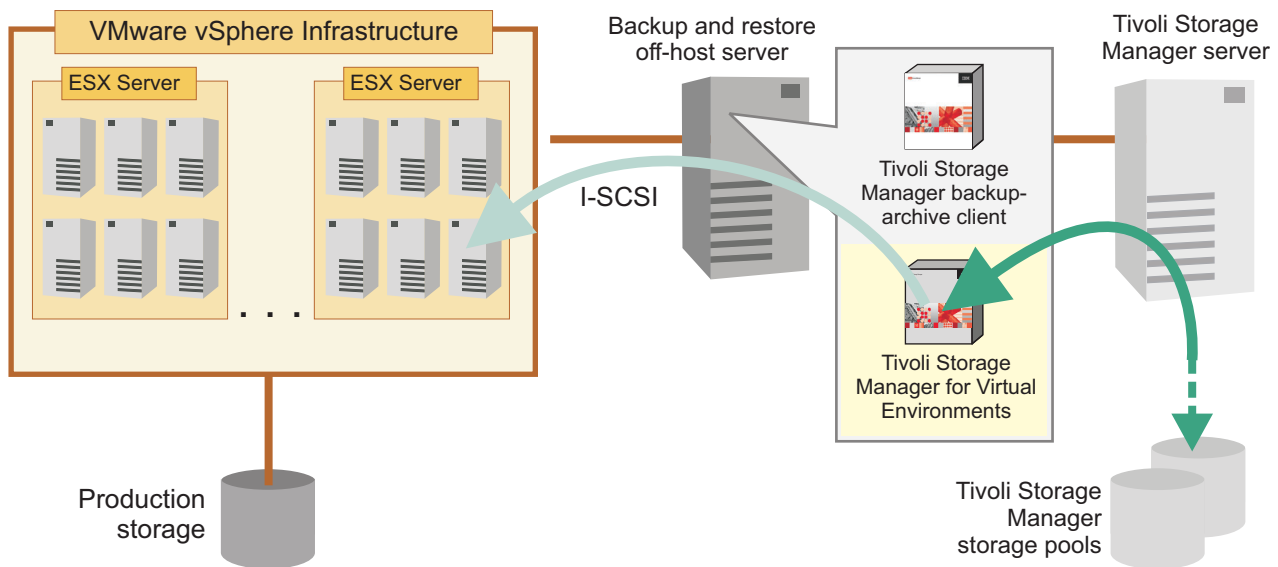 VMware vSphere Infrastructure
ESX Server
ESX Server
. . .
Backup and restore
off-host server
Tivoli Storage
Manager server
I-SCSI
Tivoli Storage
Manager backup-
archive client
Tivoli Storage
Manager for Virtual
Environments
Production
storage
Tivoli Storage
Manager
storage pools